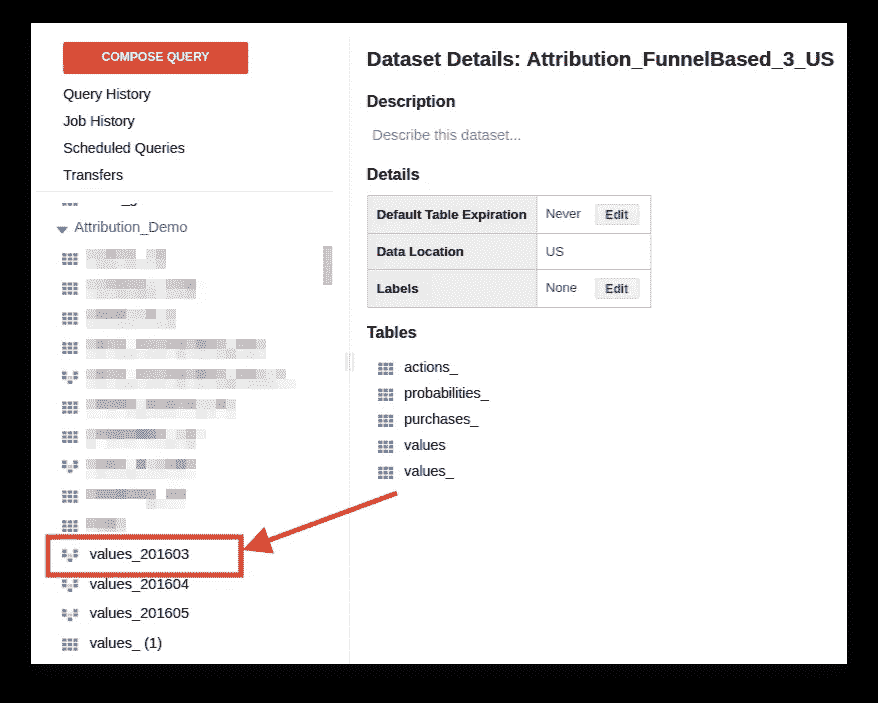 COMPOSE QUERY
Query History
Job History
Scheduled Queries
Transfers
Attribution_Demo
values_201603
values_201604
values_201605
values_ (1)
Dataset Details: Attribution_FunnelBased_3_US
Description
Describe this dataset...
Details
Default Table Expiration Never Edit
Data Location US
Labels None Edit
Tables
actions_
probabilities_
purchases_
values
values_